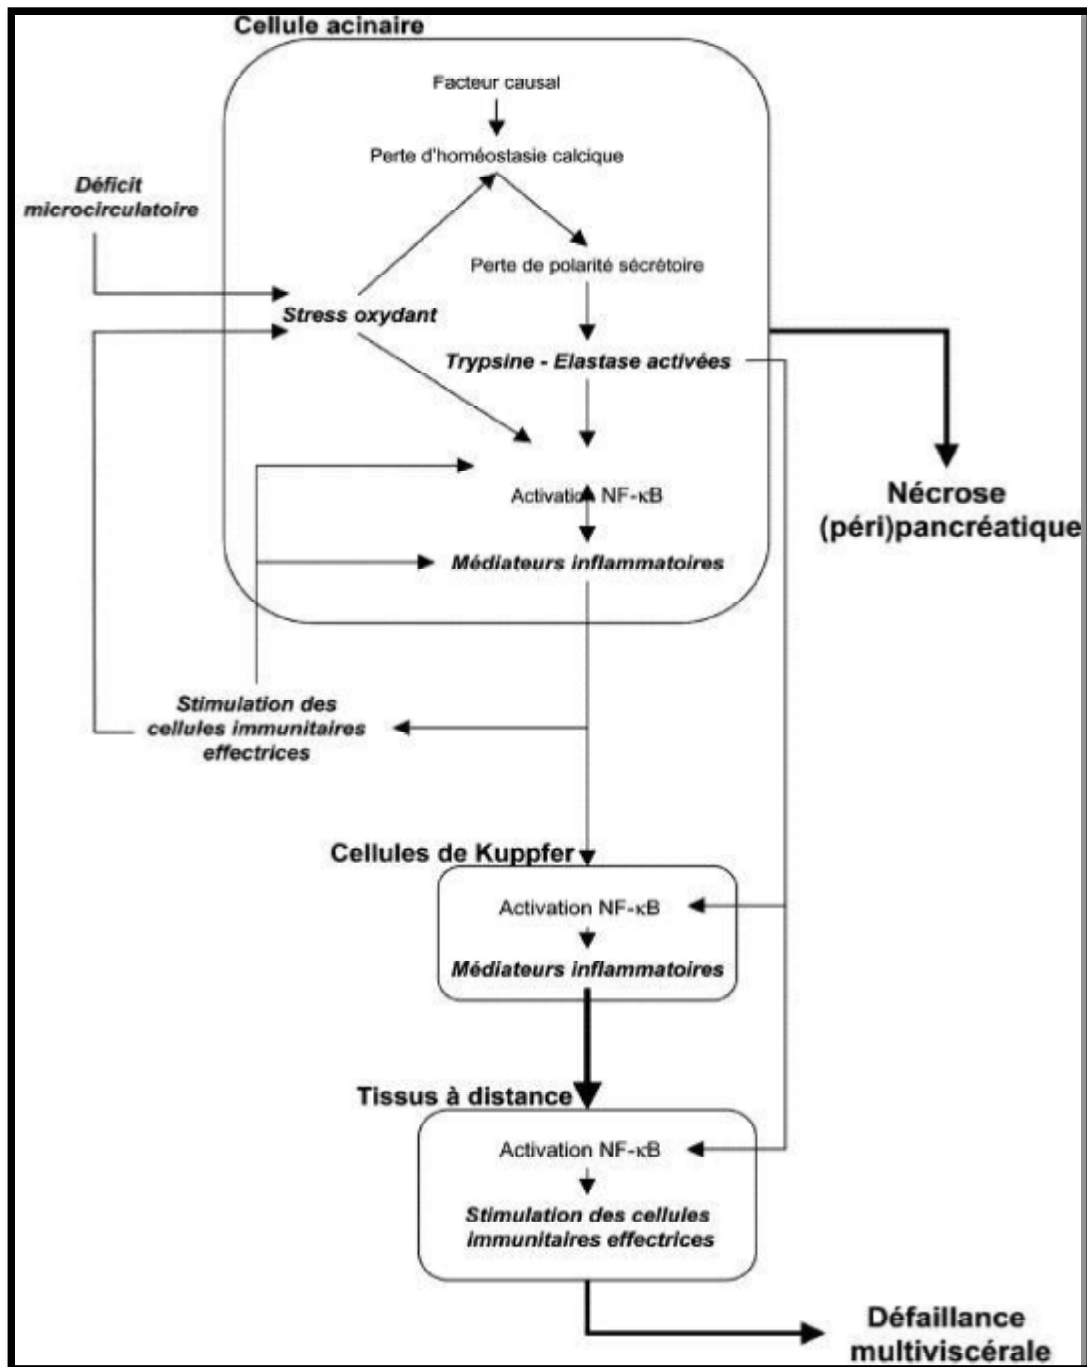 Cellule acinaire
Facteur causal
Perte d'homéostasie calcique
Déficit
microcirculatoire
Perte de polarité sécrétoire
Stress oxydant
Trypsine - Elastase activées
Activation NF-κB
Nécrose
(péri)pancréatique
Médiateurs inflammatoires
Stimulation des
cellules immunitaires
effectrices
Cellules de Kuppfer
Activation NF-κB
Médiateurs inflammatoires
Tissus à distance
Activation NF-κB
Stimulation des cellules
immunitaires effectrices
Défaillance
multiviscérale